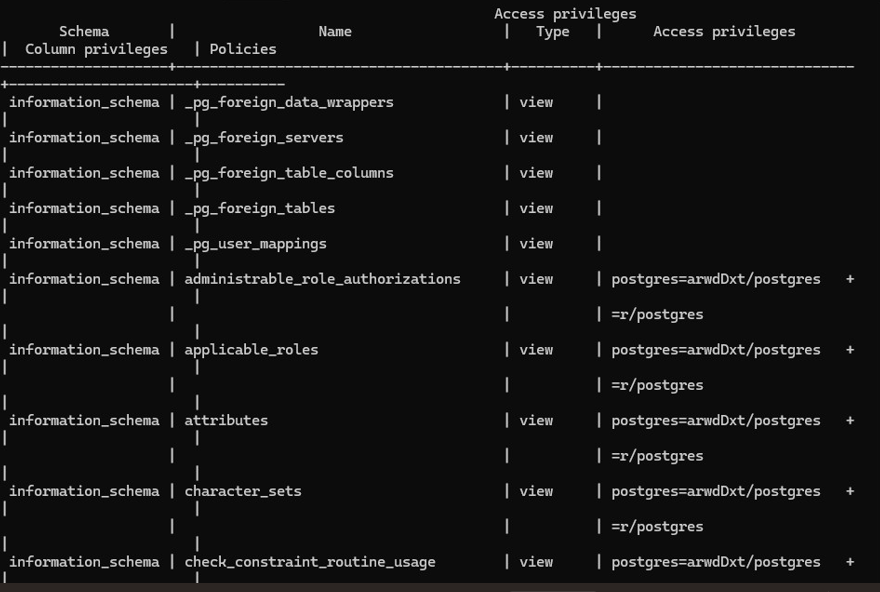 Access privileges
       Schema       |                 Name                  |   Type   |      Access privileges
|  Column privileges   | Policies
--------------------+---------------------------------------+----------+------------------------------
+----------------------+----------
 information_schema | _pg_foreign_data_wrappers             | view     |
|                      |
 information_schema | _pg_foreign_servers                   | view     |
|                      |
 information_schema | _pg_foreign_table_columns             | view     |
|                      |
 information_schema | _pg_foreign_tables                    | view     |
|                      |
 information_schema | _pg_user_mappings                     | view     |
|                      |
 information_schema | administrable_role_authorizations     | view     | postgres=arwdDxt/postgres   +
|                      |
                    |                                       |          | =r/postgres
|                      |
 information_schema | applicable_roles                      | view     | postgres=arwdDxt/postgres   +
|                      |
                    |                                       |          | =r/postgres
|                      |
 information_schema | attributes                            | view     | postgres=arwdDxt/postgres   +
|                      |
                    |                                       |          | =r/postgres
|                      |
 information_schema | character_sets                        | view     | postgres=arwdDxt/postgres   +
|                      |
                    |                                       |          | =r/postgres
|                      |
 information_schema | check_constraint_routine_usage        | view     | postgres=arwdDxt/postgres   +
|                      |